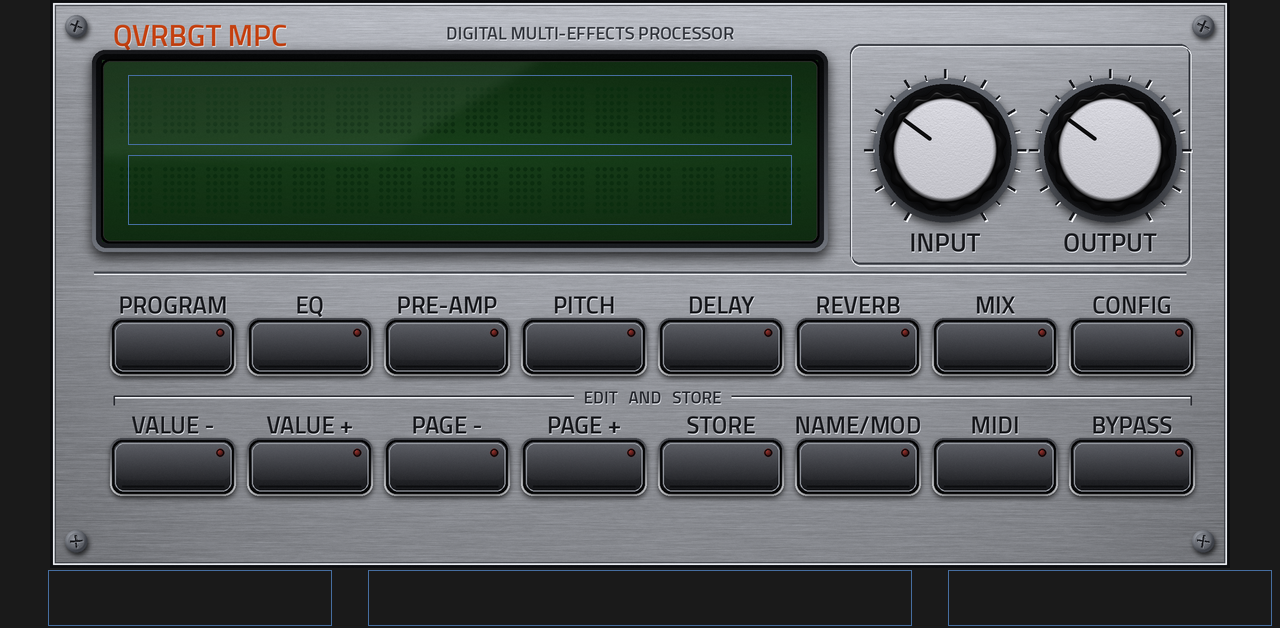 QVRBGT MPC
DIGITAL MULTI-EFFECTS PROCESSOR
INPUT OUTPUT
PROGRAM EQ PRE-AMP PITCH DELAY REVERB MIX CONFIG
EDIT AND STORE
VALUE - VALUE + PAGE - PAGE + STORE NAME/MOD MIDI BYPASS